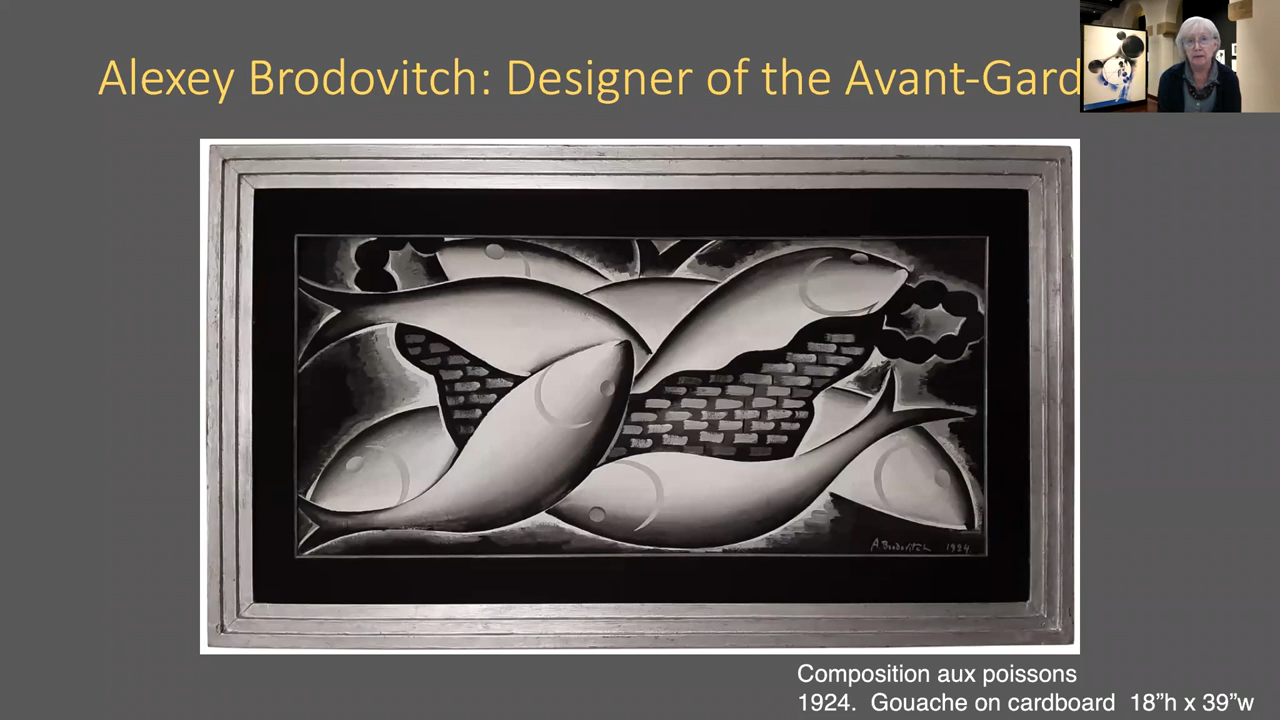 Alexey Brodovitch: Designer of the Avant-Gard
A. Brodovitch 1924
Composition aux poissons
1924. Gouache on cardboard 18”h x 39”w